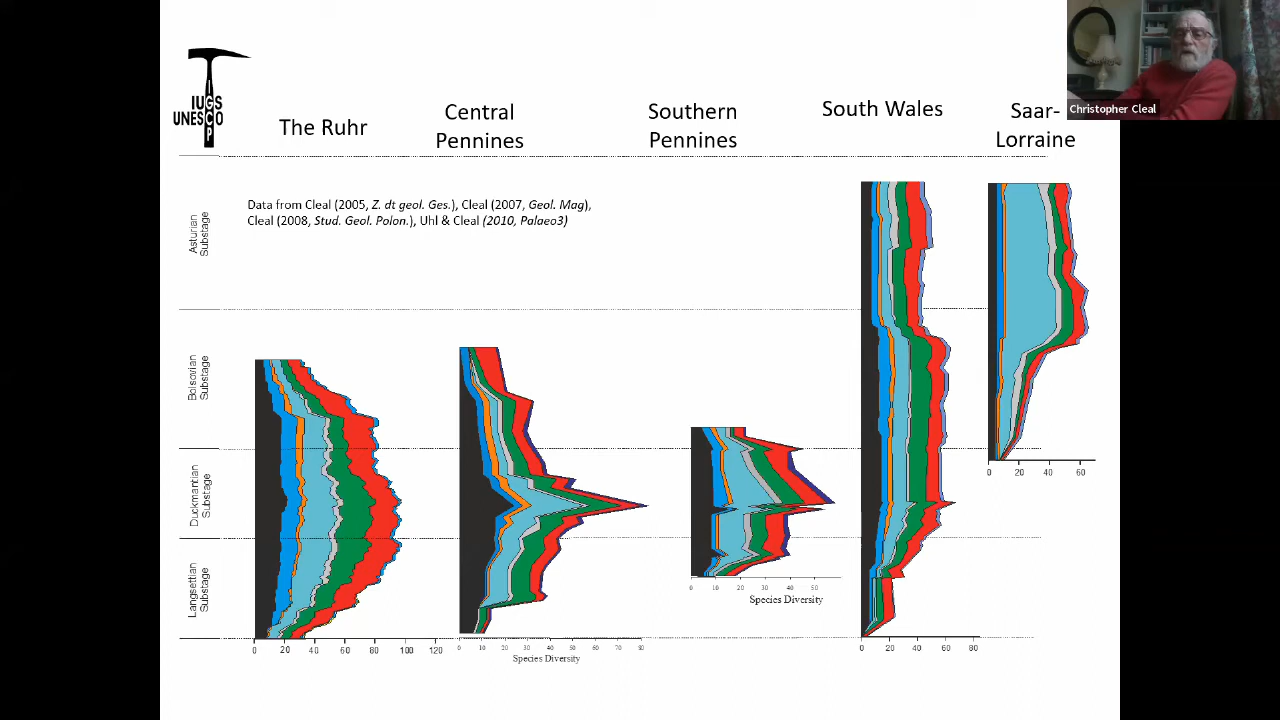 IUGS
UNESCO
IGCP
The Ruhr
Central
Pennines
Southern
Pennines
South Wales
Saar-
Lorraine
Christopher Cleal
Data from Cleal (2005, Z. dt geol. Ges.), Cleal (2007, Geol. Mag),
Cleal (2008, Stud. Geol. Polon.), Uhl & Cleal (2010, Palaeo3)
Asturian
Substage
Bolsovian
Substage
Duckmantian
Substage
Langsettian
Substage
0 20 40 60 80 100 120
0 10 20 30 40 50 60 70 80
Species Diversity
0 10 20 30 40 50
Species Diversity
0 20 40 60 80
0 20 40 60